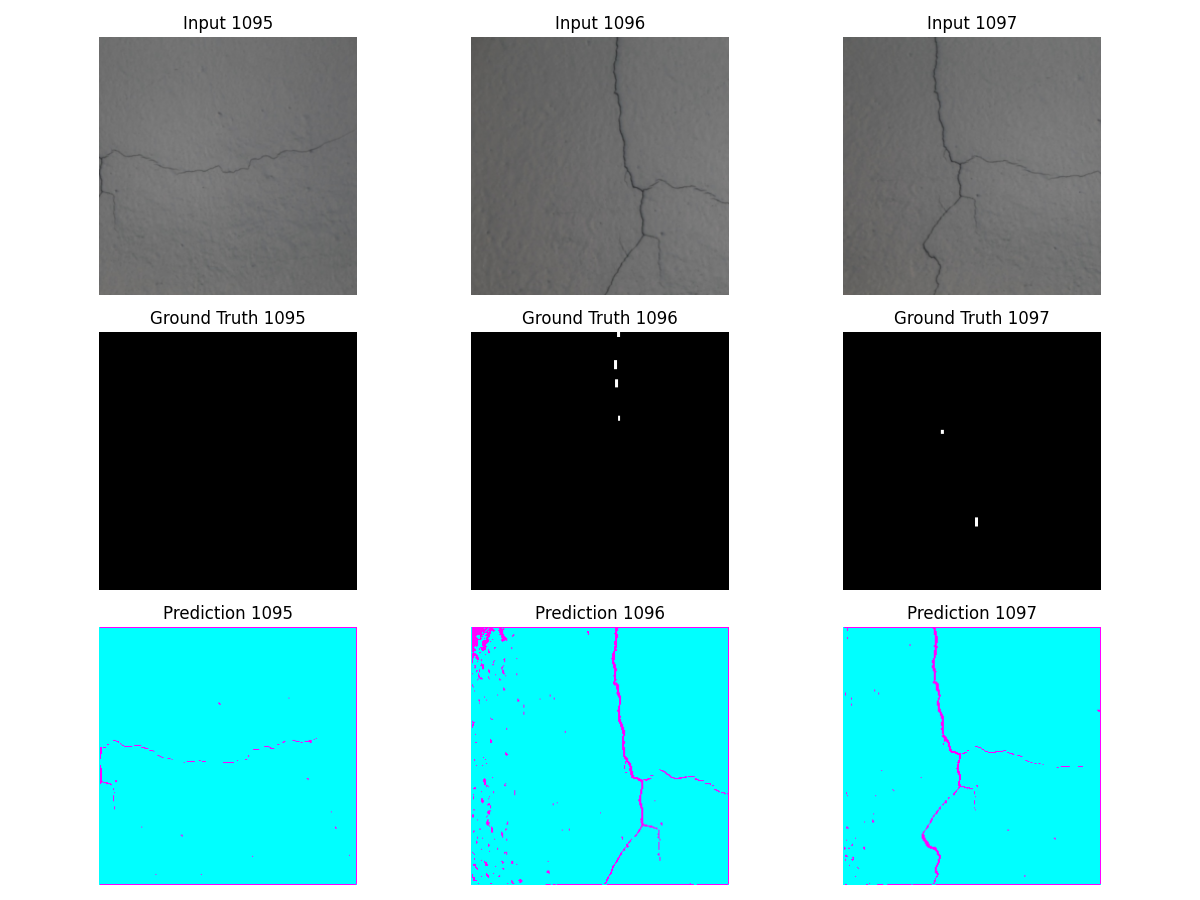 Input 1095
Input 1096
Input 1097
Ground Truth 1095
Ground Truth 1096
Ground Truth 1097
Prediction 1095
Prediction 1096
Prediction 1097